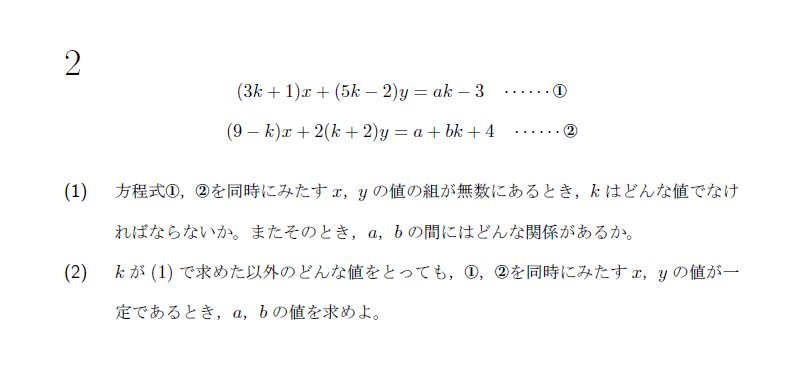 2
(3k + 1)x + (5k − 2)y = ak − 3 ⋯⋯①
(9 − k)x + 2(k + 2)y = a + bk + 4 ⋯⋯②
(1) 方程式①，②を同時にみたす x，y の値の組が無数にあるとき，k はどんな値でなけ
ればならないか。またそのとき，a，b の間にはどんな関係があるか。
(2) k が (1) で求めた以外のどんな値をとっても，①，②を同時にみたす x，y の値が一
定であるとき，a，b の値を求めよ。